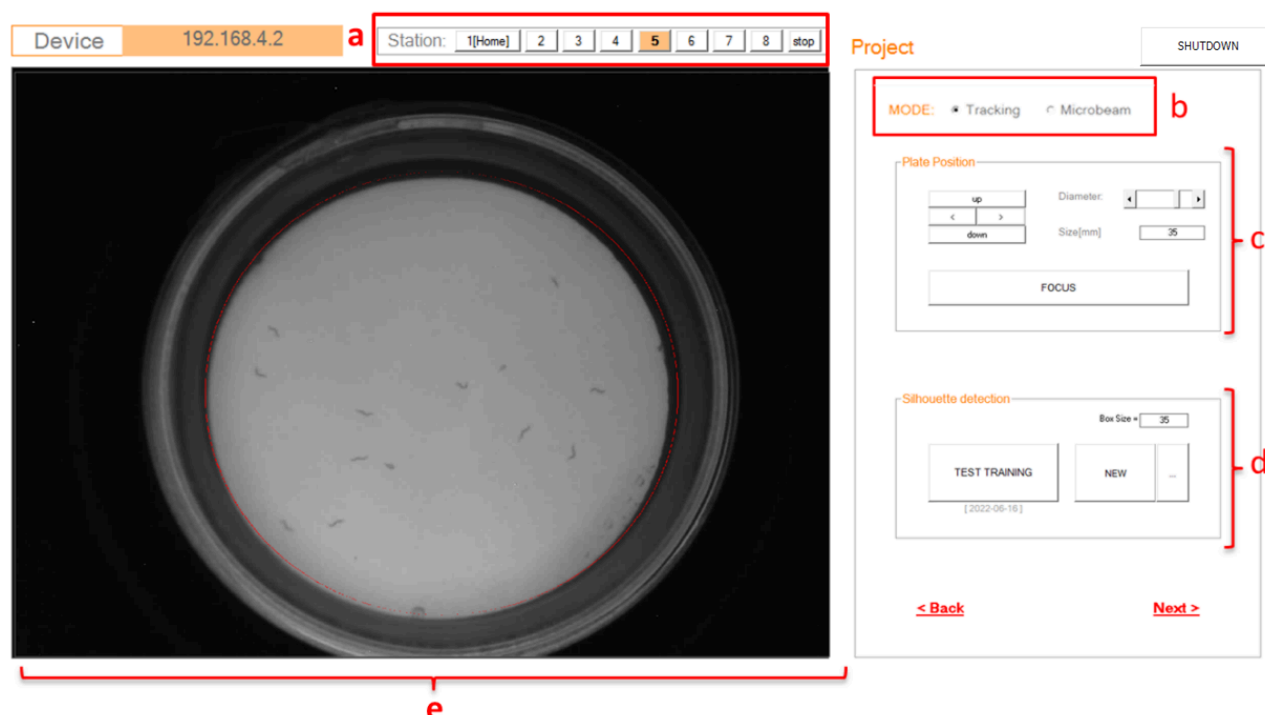 Device 192.168.4.2 a Station: 1[Home] 2 3 4 5 6 7 8 stop
Project SHUTDOWN
MODE: Tracking Microbeam b
Plate Position
up Diameter:
< >
down Size[mm] 35
c
FOCUS
Silhouette detection
Box Size = 35
TEST TRAINING NEW ...
d
[ 2022-06-16 ]
< Back Next >
e